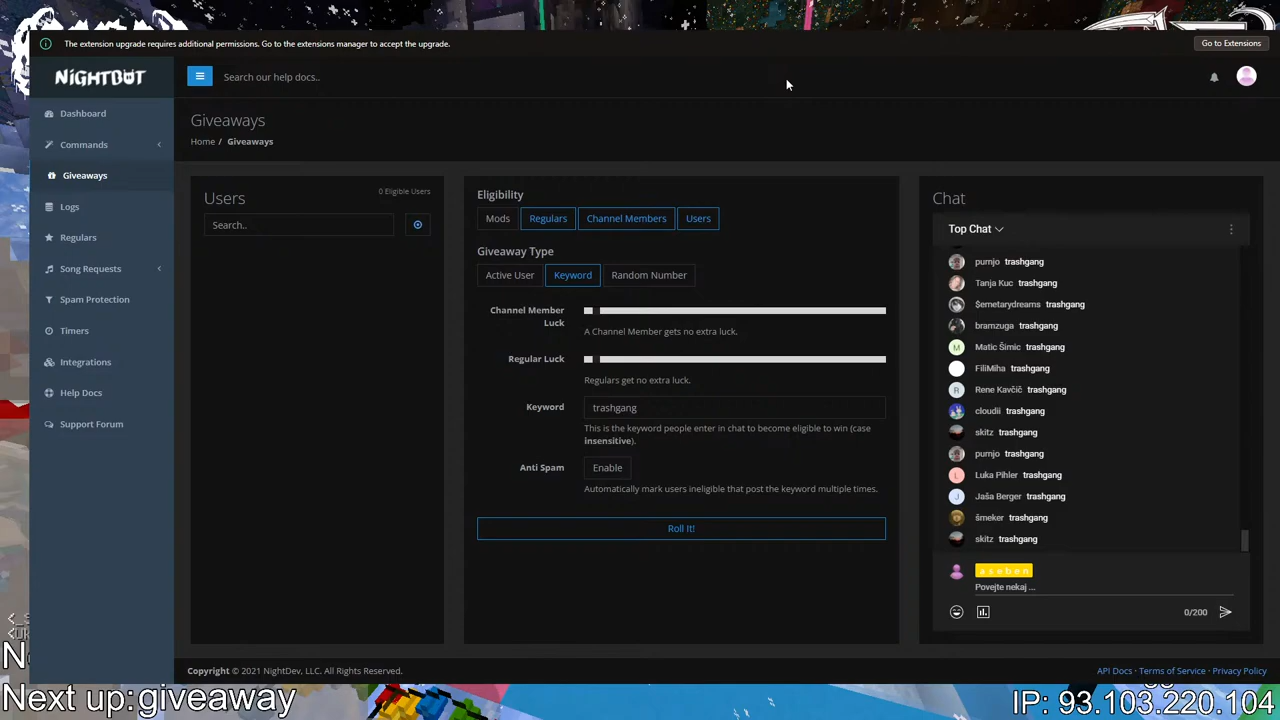 The extension upgrade requires additional permissions. Go to the extensions manager to accept the upgrade.
Go to Extensions
NiGHTBOT
Search our help docs..
Dashboard
Commands
Giveaways
Logs
Regulars
Song Requests
Spam Protection
Timers
Integrations
Help Docs
Support Forum
Giveaways
Home / Giveaways
Users
0 Eligible Users
Search..
Eligibility
Mods
Regulars
Channel Members
Users
Giveaway Type
Active User
Keyword
Random Number
Channel Member
Luck
A Channel Member gets no extra luck.
Regular Luck
Regulars get no extra luck.
Keyword
trashgang
This is the keyword people enter in chat to become eligible to win (case
insensitive).
Anti Spam
Enable
Automatically mark users ineligible that post the keyword multiple times.
Roll It!
Chat
Top Chat
pumjo trashgang
Tanja Kuc trashgang
$emetarydreams trashgang
bramzuga trashgang
M Matic Šimic trashgang
FiliMiha trashgang
R Rene Kavčič trashgang
cloudii trashgang
skitz trashgang
pumjo trashgang
L Luka Pihler trashgang
J Jaša Berger trashgang
šmeker trashgang
skitz trashgang
Povejte nekaj ...
0/200
Copyright © 2021 NightDev, LLC. All Rights Reserved.
API Docs · Terms of Service · Privacy Policy
Next up:giveaway
IP: 93.103.220.104